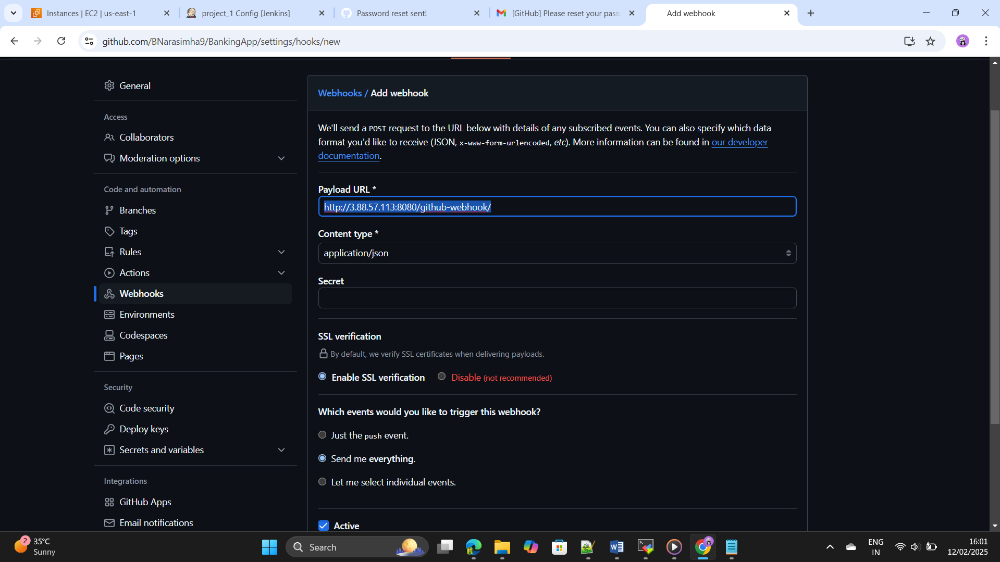 Instances | EC2 | us-east-1
project_1 Config [Jenkins]
Password reset sent!
[GitHub] Please reset your pass
Add webhook
github.com/BNarasimha9/BankingApp/settings/hooks/new
General
Access
Collaborators
Moderation options
Code and automation
Branches
Tags
Rules
Actions
Webhooks
Environments
Codespaces
Pages
Security
Code security
Deploy keys
Secrets and variables
Integrations
GitHub Apps
Email notifications
Webhooks / Add webhook
We'll send a POST request to the URL below with details of any subscribed events. You can also specify which data
format you'd like to receive (JSON, x-www-form-urlencoded, etc). More information can be found in our developer
documentation.
Payload URL *
http://3.88.57.113:8080/github-webhook/
Content type *
application/json
Secret
SSL verification
By default, we verify SSL certificates when delivering payloads.
Enable SSL verification
Disable (not recommended)
Which events would you like to trigger this webhook?
Just the push event.
Send me everything.
Let me select individual events.
Active
2
35°C
Sunny
Search
ENG
IN
16:01
12/02/2025